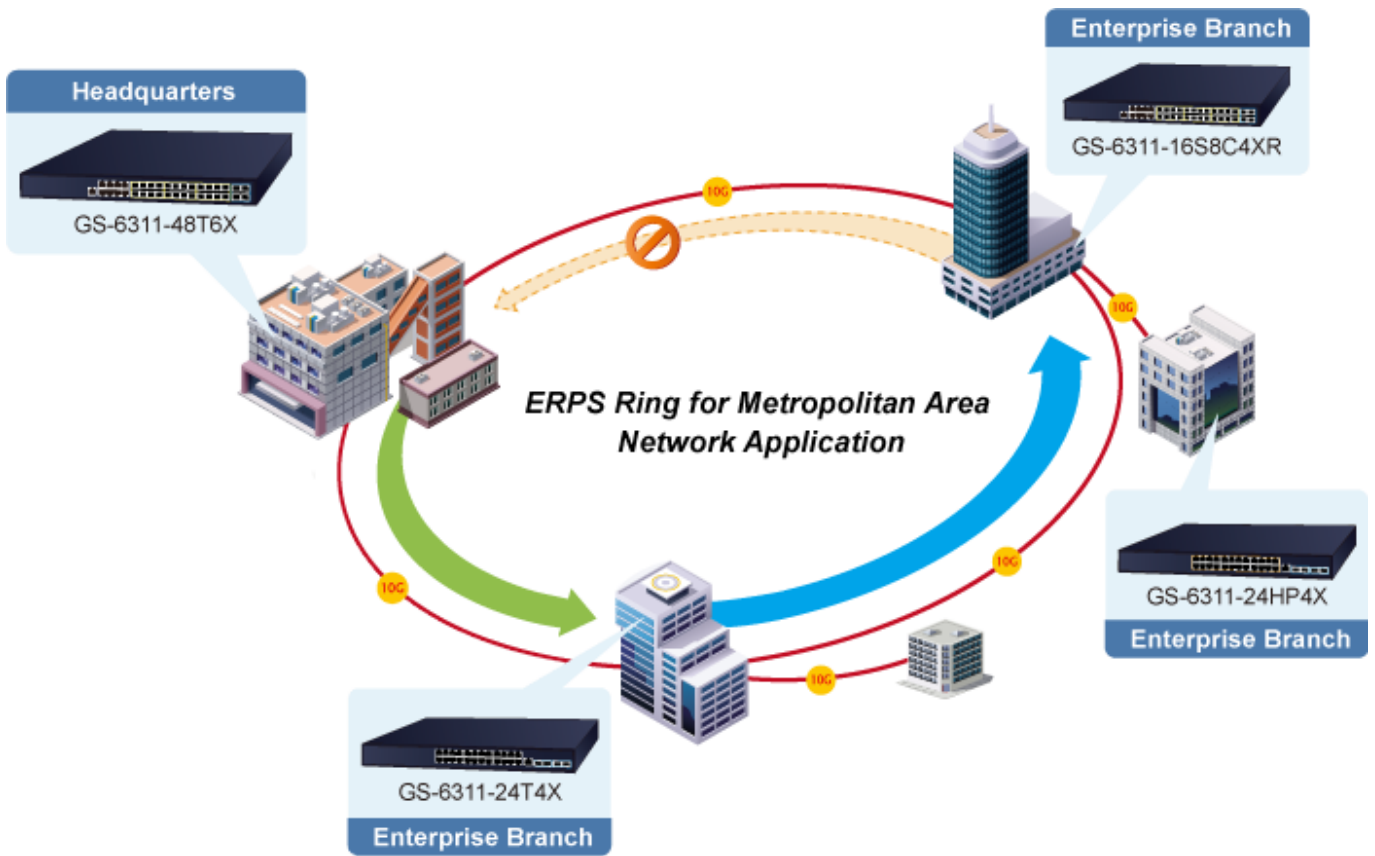 Enterprise Branch
GS-6311-16S8C4XR
Headquarters
GS-6311-48T6X
10G
10G
ERPS Ring for Metropolitan Area
Network Application
10G
10G
10G
GS-6311-24HP4X
Enterprise Branch
GS-6311-24T4X
Enterprise Branch